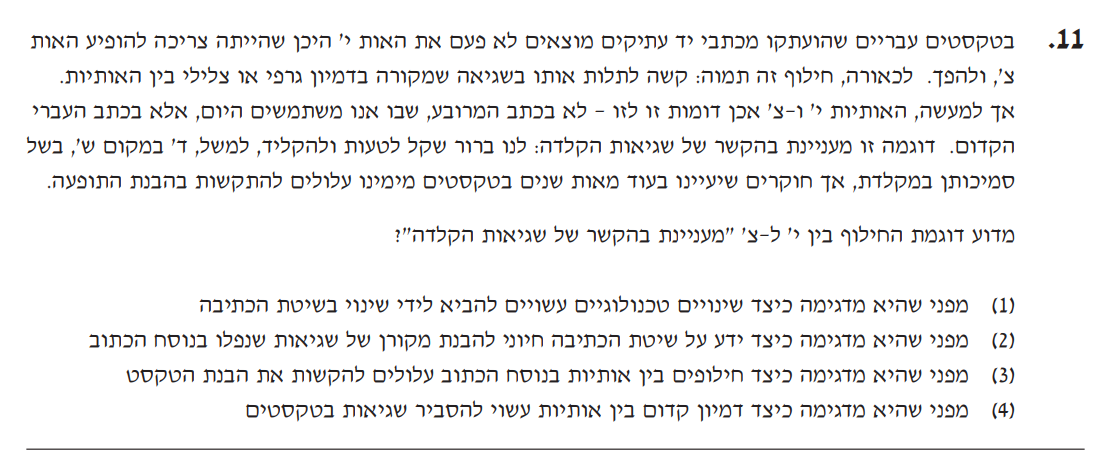 11. בטקסטים עבריים שהועתקו מכתבי יד עתיקים מוצאים לא פעם את האות י' היכן שהייתה צריכה להופיע האות
צ', ולהפך. לכאורה, חילוף זה תמוה: קשה לתלות אותו בשגיאה שמקורה בדמיון גרפי או צלילי בין האותיות.
אך למעשה, האותיות י' ו-צ' אכן דומות זו לזו - לא בכתב המרובע, שבו אנו משתמשים היום, אלא בכתב העברי
הקדום. דוגמה זו מעניינת בהקשר של שגיאות הקלדה: לנו ברור שקל לטעות ולהקליד, למשל, ד' במקום ש', בשל
סמיכותן במקלדת, אך חוקרים שיעיינו בעוד מאות שנים בטקסטים מימינו עלולים להתקשות בהבנת התופעה.
מדוע דוגמת החילוף בין י' ל-צ' "מעניינת בהקשר של שגיאות הקלדה"?
(1) מפני שהיא מדגימה כיצד שינויים טכנולוגיים עשויים להביא לידי שינוי בשיטת הכתיבה
(2) מפני שהיא מדגימה כיצד ידע על שיטת הכתיבה חיוני להבנת מקורן של שגיאות שנפלו בנוסח הכתוב
(3) מפני שהיא מדגימה כיצד חילופים בין אותיות בנוסח הכתוב עלולים להקשות את הבנת הטקסט
(4) מפני שהיא מדגימה כיצד דמיון קדום בין אותיות עשוי להסביר שגיאות בטקסטים